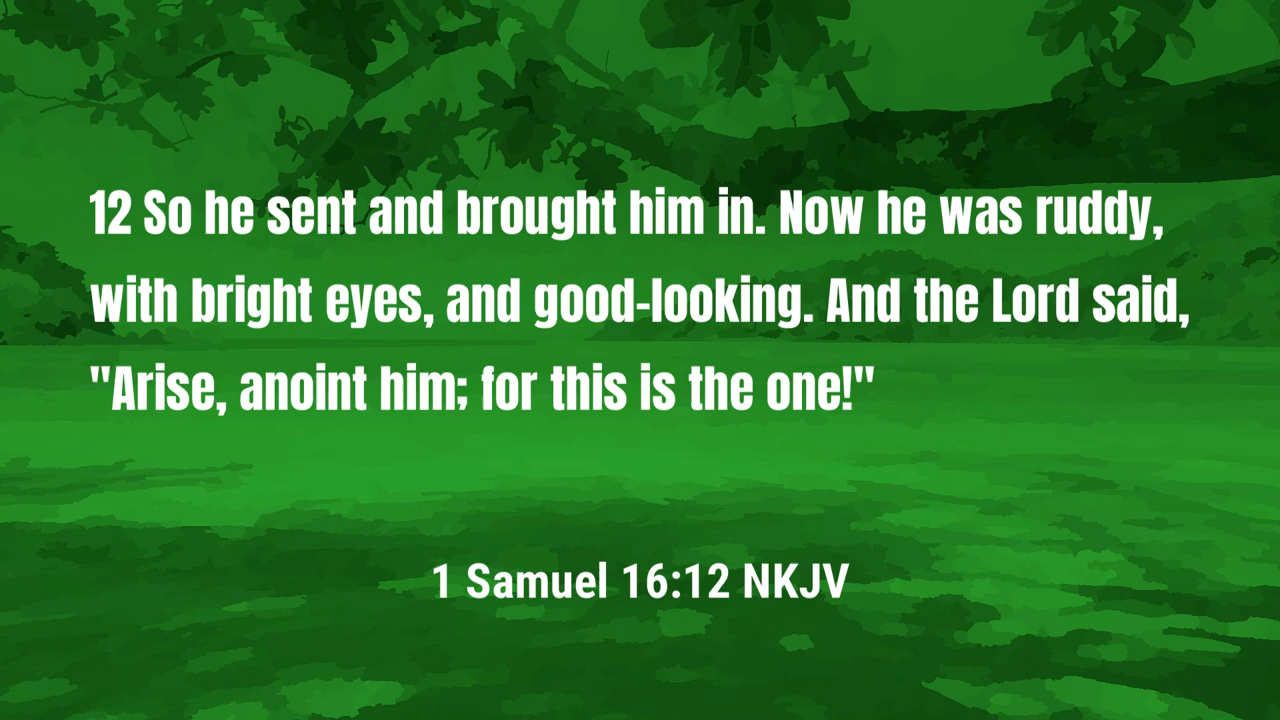 12 So he sent and brought him in. Now he was ruddy,
with bright eyes, and good-looking. And the Lord said,
"Arise, anoint him; for this is the one!"
1 Samuel 16:12 NKJV